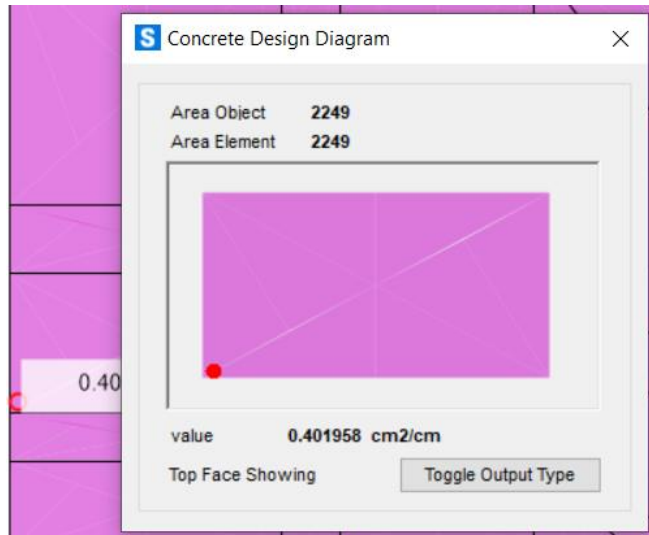 S Concrete Design Diagram
Area Object 2249
Area Element 2249
0.40
value 0.401958 cm2/cm
Top Face Showing Toggle Output Type